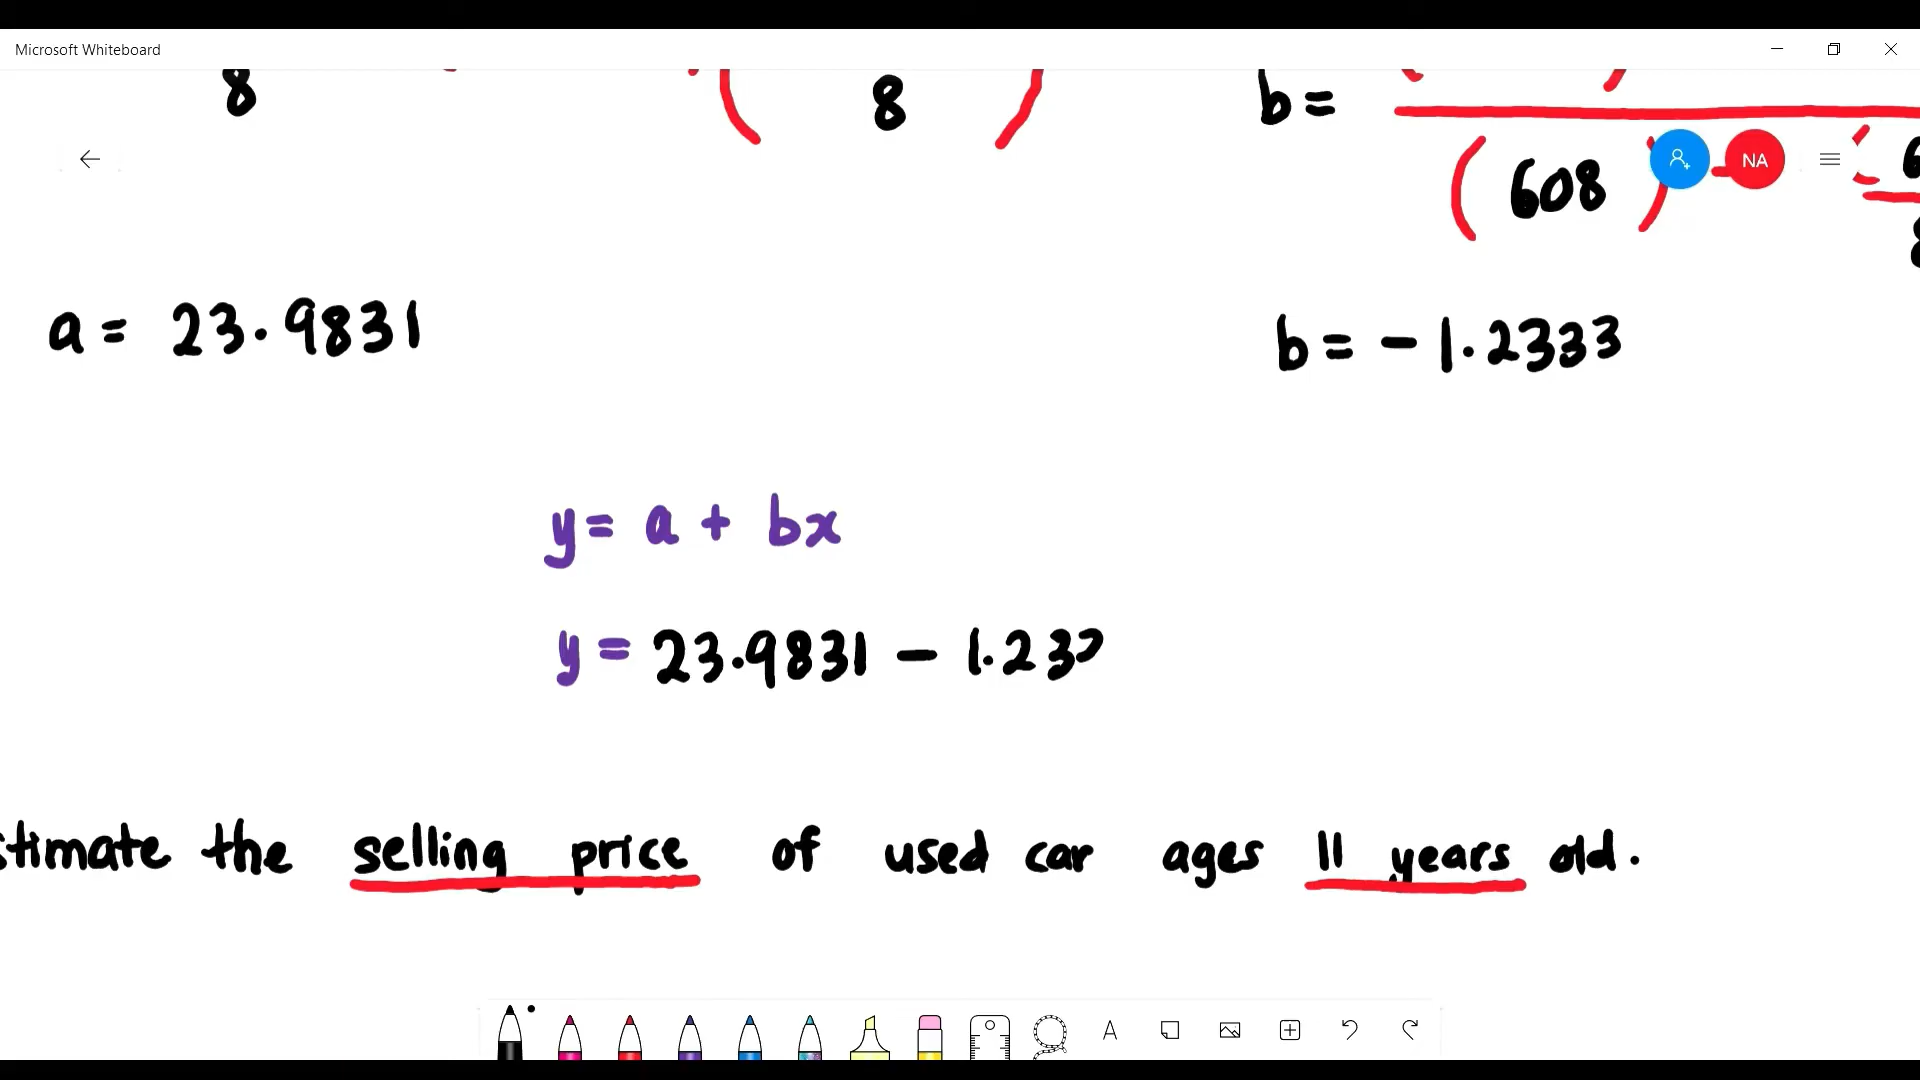 Microsoft Whiteboard
8
8
b =
( 608 ) -
NA
a = 23.9831
b = - 1.2333
y = a + bx
y = 23.9831 - 1.23
stimate the selling price of used car ages 11 years old.
A